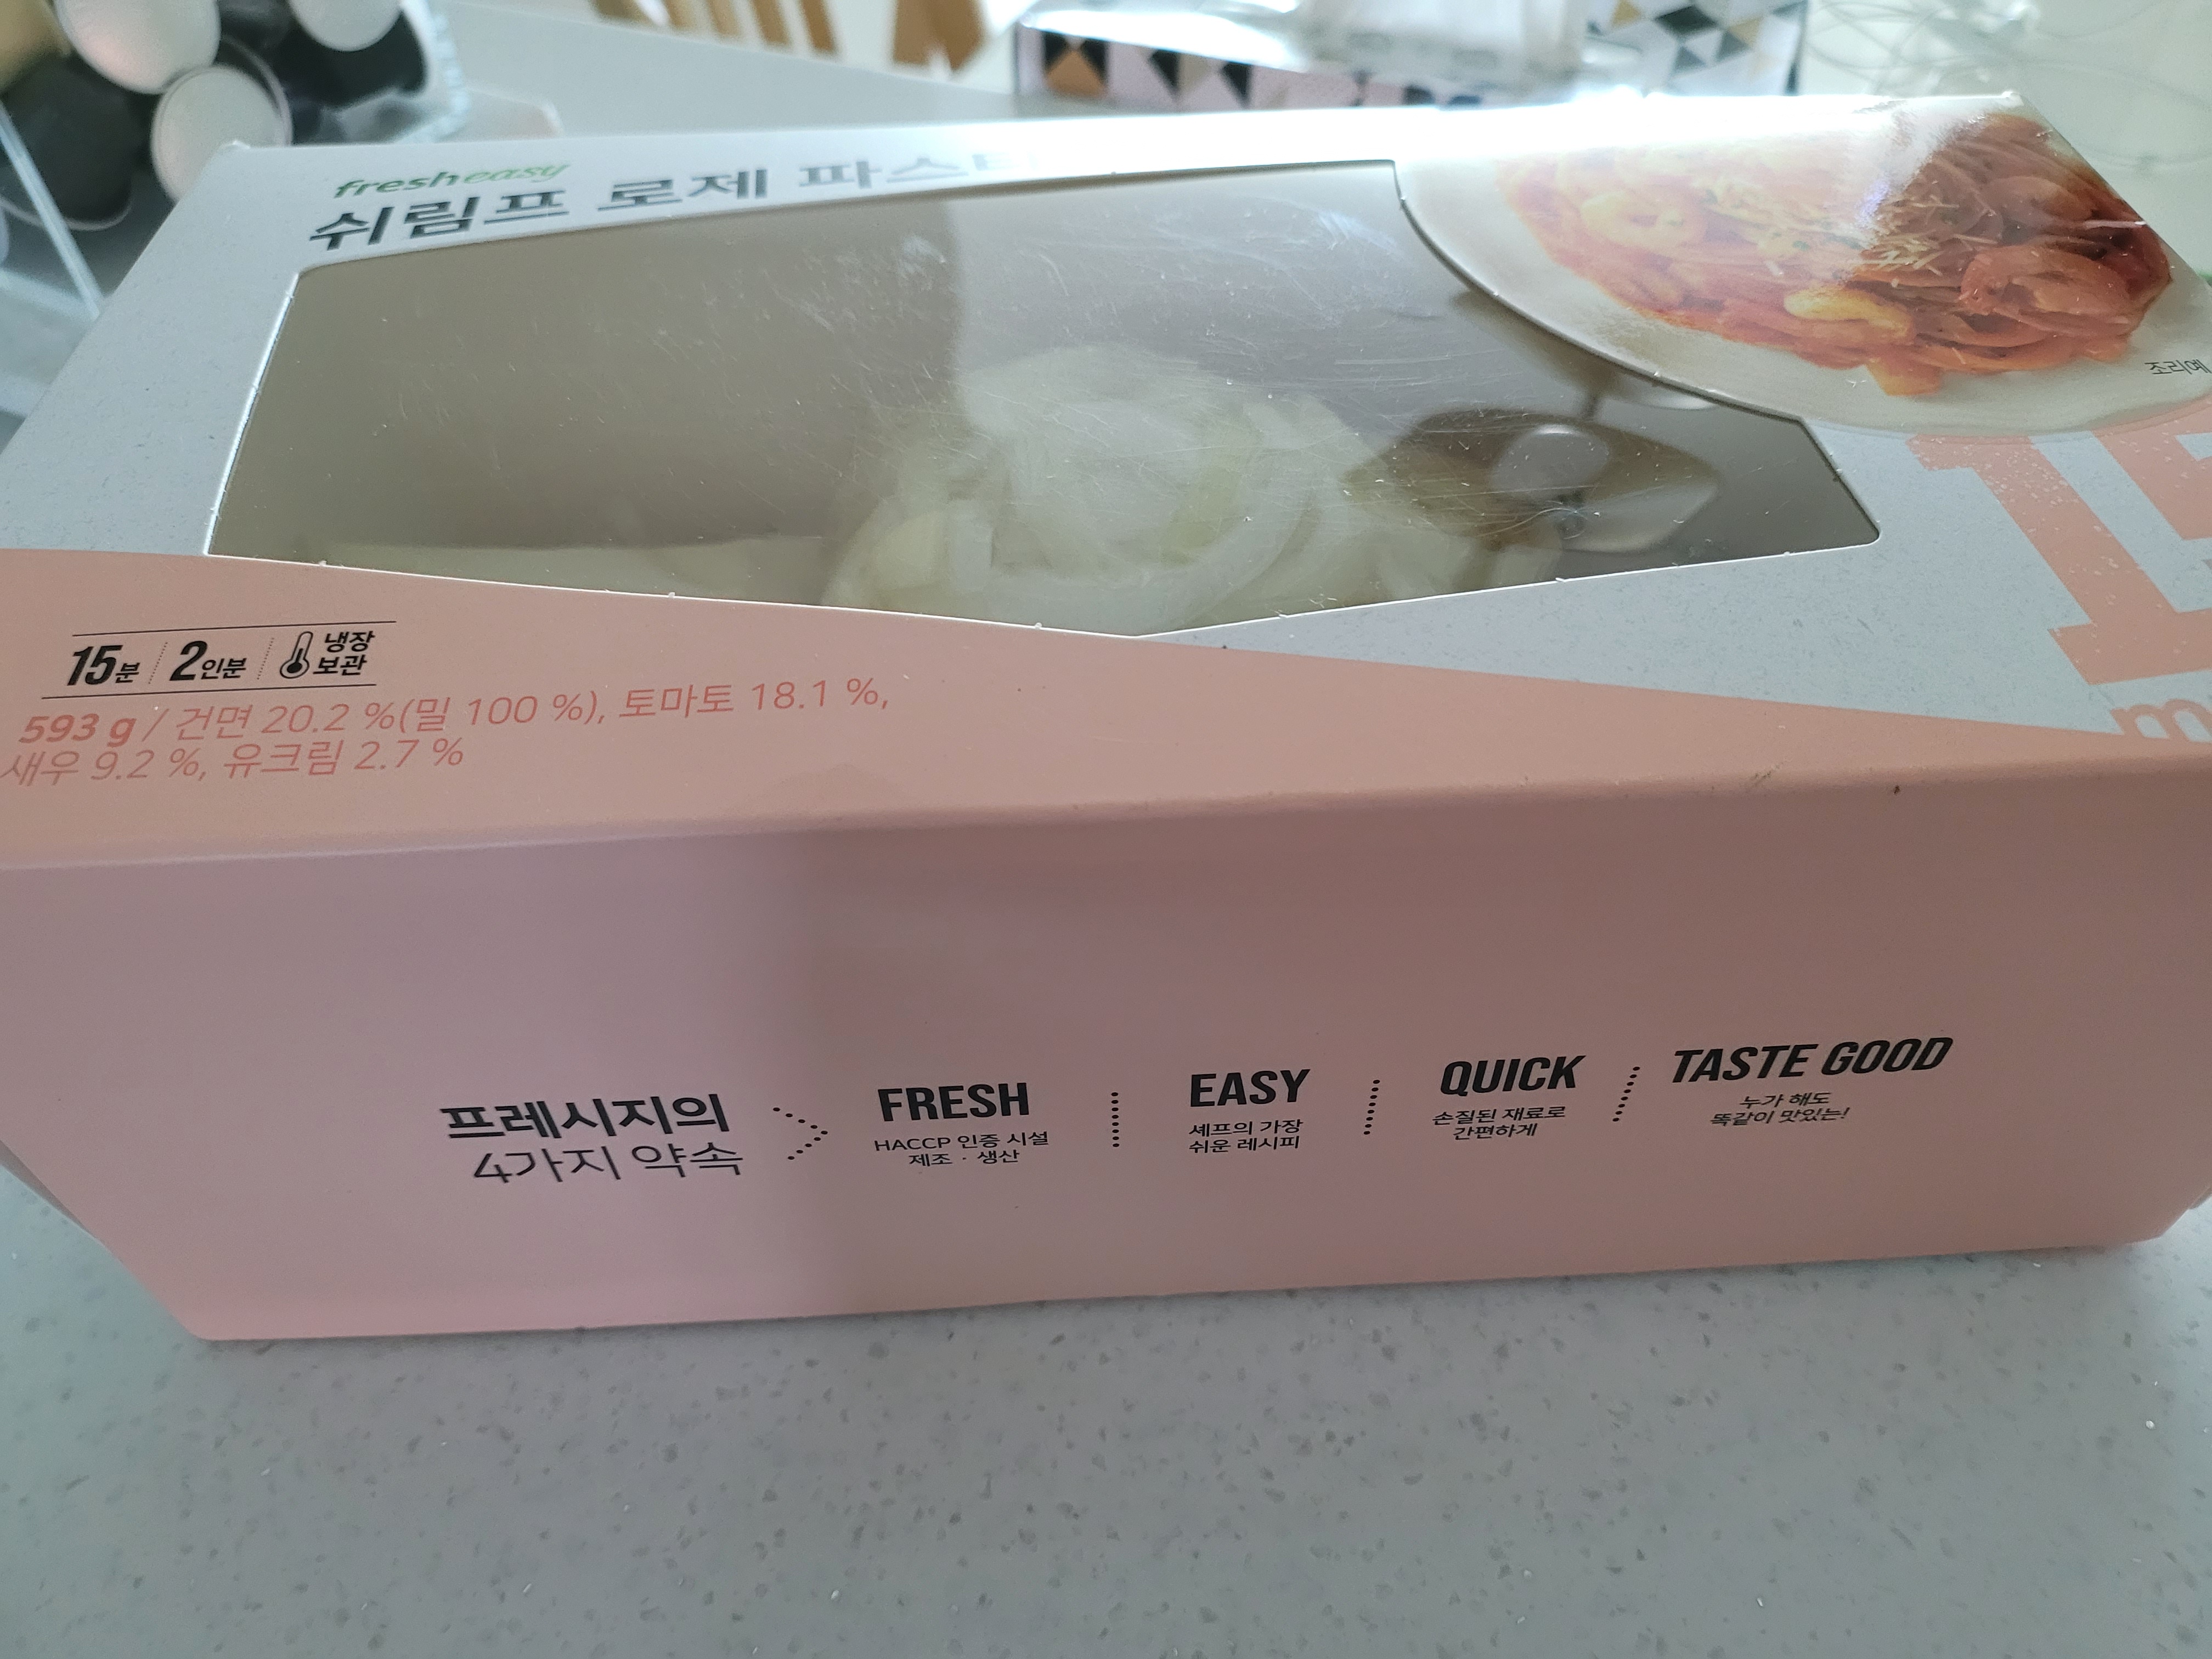 fresheasy
쉬림프 로제 파스타
조리예
15분 2인분 냉장
보관
593 g / 건면 20.2 %(밀 100 %), 토마토 18.1 %,
새우 9.2 %, 유크림 2.7 %
15
m
프레시지의
4가지 약속
FRESH
HACCP 인증 시설
제조 · 생산
EASY
셰프의 가장
쉬운 레시피
QUICK
손질된 재료로
간편하게
TASTE GOOD
누가 해도
똑같이 맛있는!